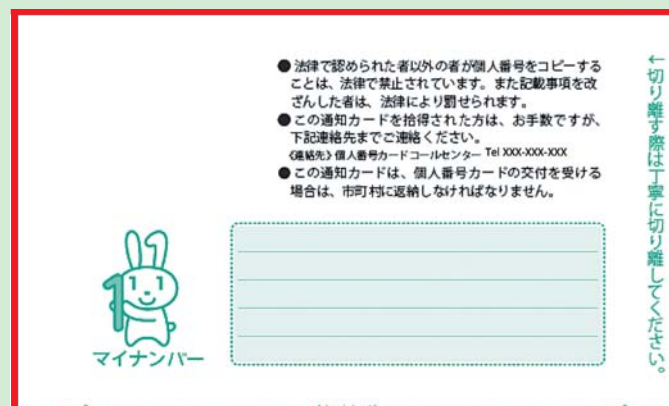 ●法律で認められた者以外の者が個人番号をコピーする
ことは、法律で禁止されています。また記載事項を改
ざんした者は、法律により罰せられます。
●この通知カードを拾得された方は、お手数ですが、
下記連絡先までご連絡ください。
《連絡先》個人番号カードコールセンター Tel XXX-XXX-XXX
●この通知カードは、個人番号カードの交付を受ける
場合は、市町村に返納しなければなりません。
←切り離す際は丁寧に切り離してください。
1
マイナンバー